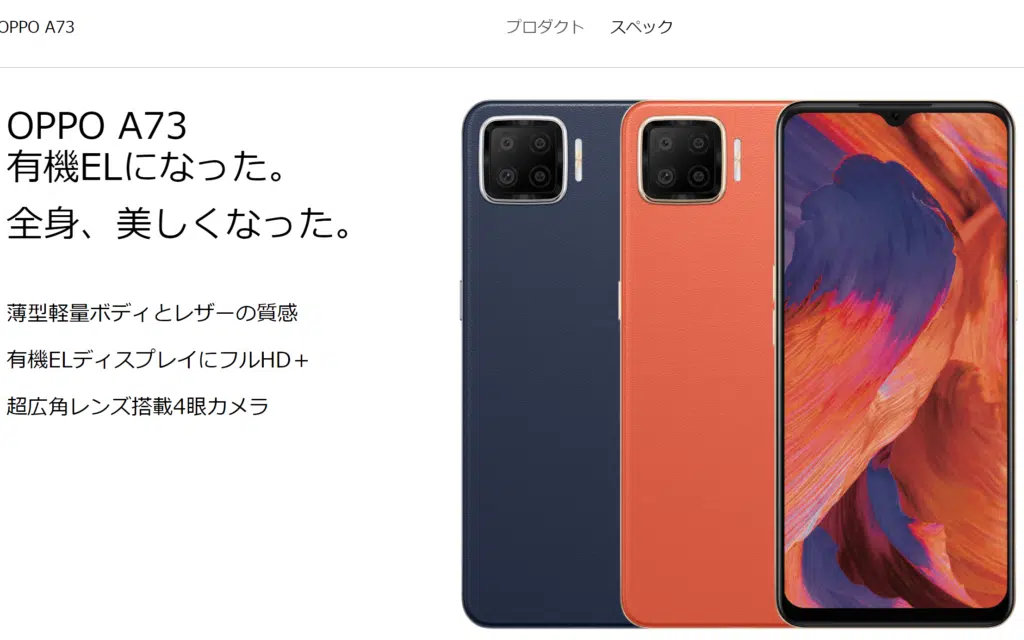 OPPO A73
プロダクト
スペック
OPPO A73
有機ELになった。
全身、美しくなった。
薄型軽量ボディとレザーの質感
有機ELディスプレイにフルHD＋
超広角レンズ搭載4眼カメラ